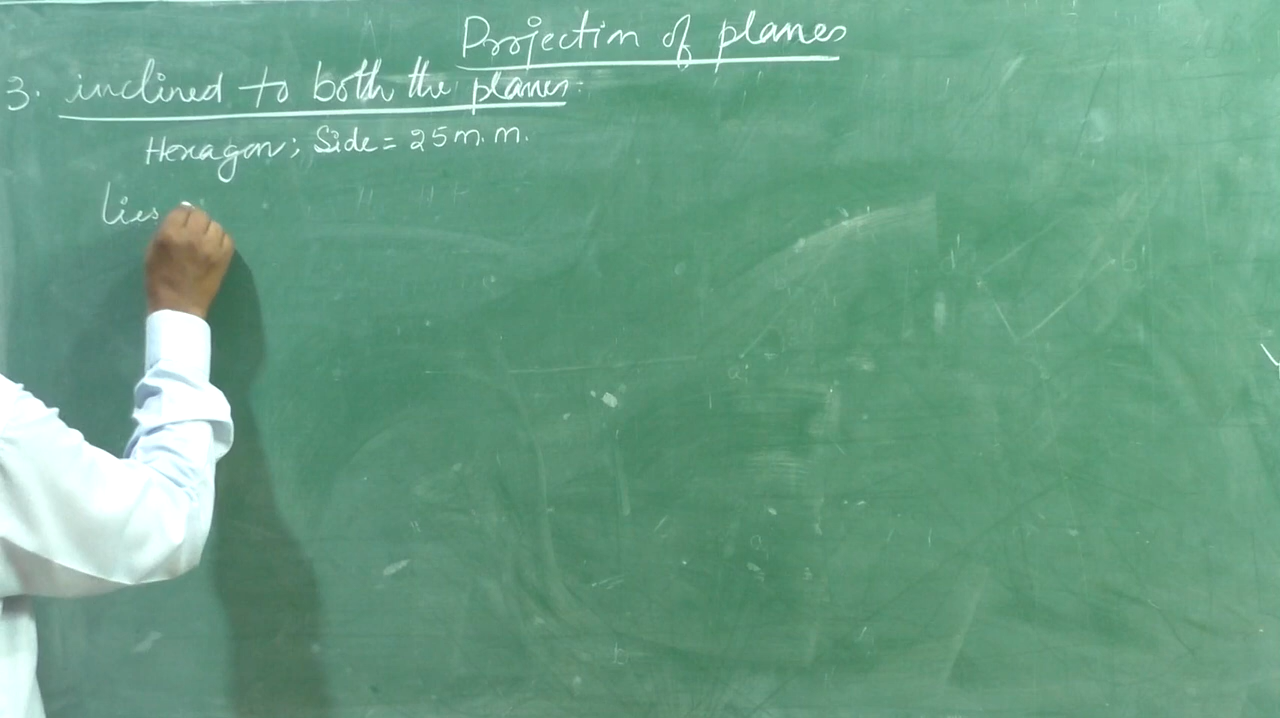 Projection of planes
3. inclined to both the planes.
Hexagon; Side = 25 m.m.
Lies